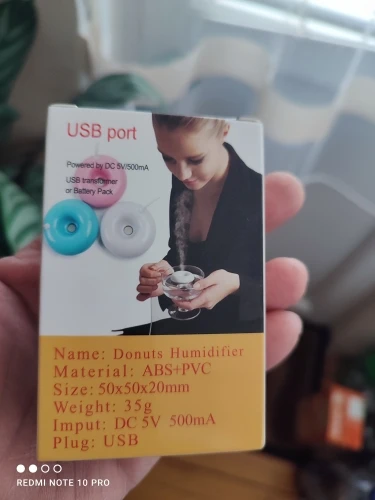 USB port
Powered by DC 5V/500mA
USB transformer
or Battery Pack
Name: Donuts Humidifier
Material: ABS+PVC
Size: 50x50x20mm
Weight: 35g
Imput: DC 5V 500mA
Plug: USB
REDMI NOTE 10 PRO